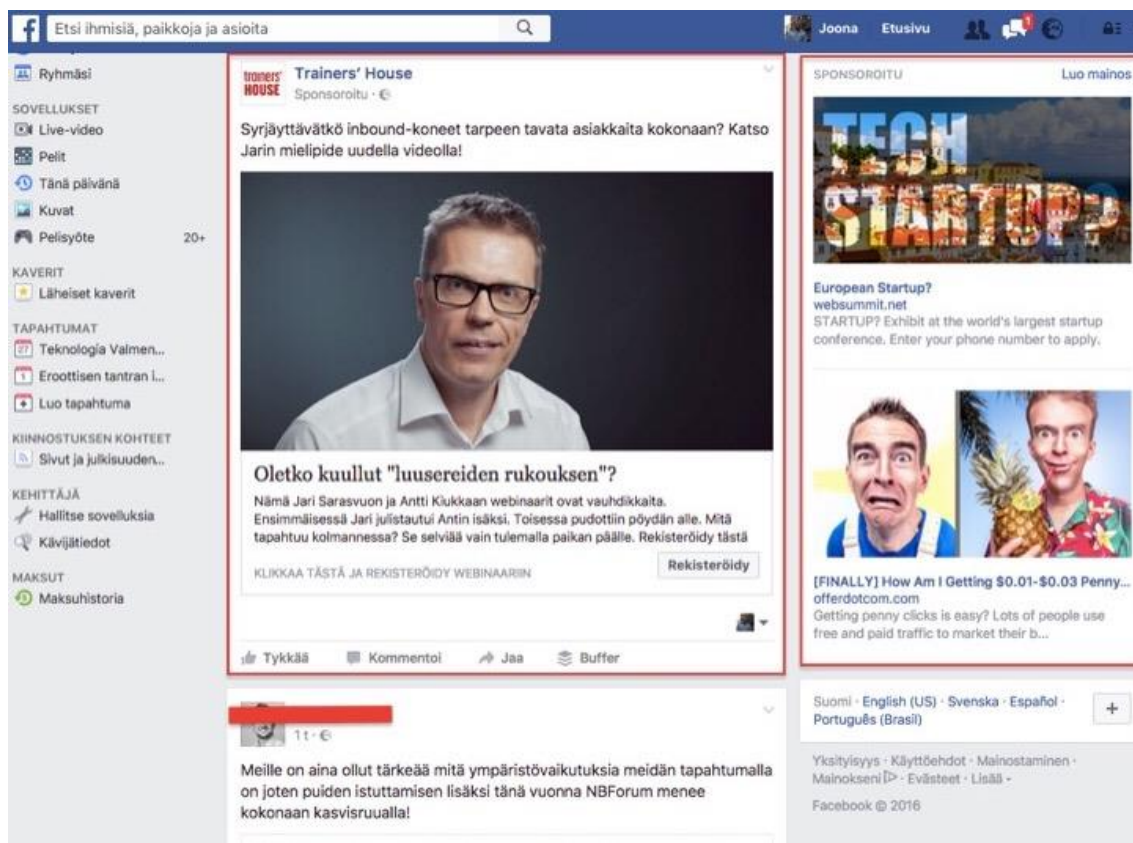 Etsi ihmisiä, paikkoja ja asioita
Joona Etusivu
1
Ryhmäsi
SOVELLUKSET
Live-video
Pelit
Tänä päivänä
Kuvat
Pelisyöte 20+
KAVERIT
Läheiset kaverit
TAPAHTUMAT
27 Teknologia Valmen...
1 Eroottisen tantran i...
Luo tapahtuma
KIINNOSTUKSEN KOHTEET
Sivut ja julkisuuden...
KEHITTÄJÄ
Hallitse sovelluksia
Kävijätiedot
MAKSUT
Maksuhistoria
trainers' HOUSE
Trainers' House
Sponsoroitu ·
Syrjäyttävätkö inbound-koneet tarpeen tavata asiakkaita kokonaan? Katso
Jarin mielipide uudella videolla!
Oletko kuullut "luusereiden rukouksen"?
Nämä Jari Sarasvuon ja Antti Kiukkaan webinaarit ovat vauhdikkaita.
Ensimmäisessä Jari julistautui Antin isäksi. Toisessa pudottiin pöydän alle. Mitä
tapahtuu kolmannessa? Se selviää vain tulemalla paikan päälle. Rekisteröidy tästä
KLIKKAA TÄSTÄ JA REKISTERÖIDY WEBINAARIIN
Rekisteröidy
Tykkää Kommentoi Jaa Buffer
1 t ·
Meille on aina ollut tärkeää mitä ympäristövaikutuksia meidän tapahtumalla
on joten puiden istuttamisen lisäksi tänä vuonna NBForum menee
kokonaan kasvisruualla!
SPONSOROITU Luo mainos
TECH
STARTUP?
European Startup?
websummit.net
STARTUP? Exhibit at the world's largest startup
conference. Enter your phone number to apply.
[FINALLY] How Am I Getting $0.01-$0.03 Penny...
offerdotcom.com
Getting penny clicks is easy? Lots of people use
free and paid traffic to market their b...
Suomi · English (US) · Svenska · Español ·
Português (Brasil)
Yksityisyys · Käyttöehdot · Mainostaminen ·
Mainokseni · Evästeet · Lisää
Facebook © 2016